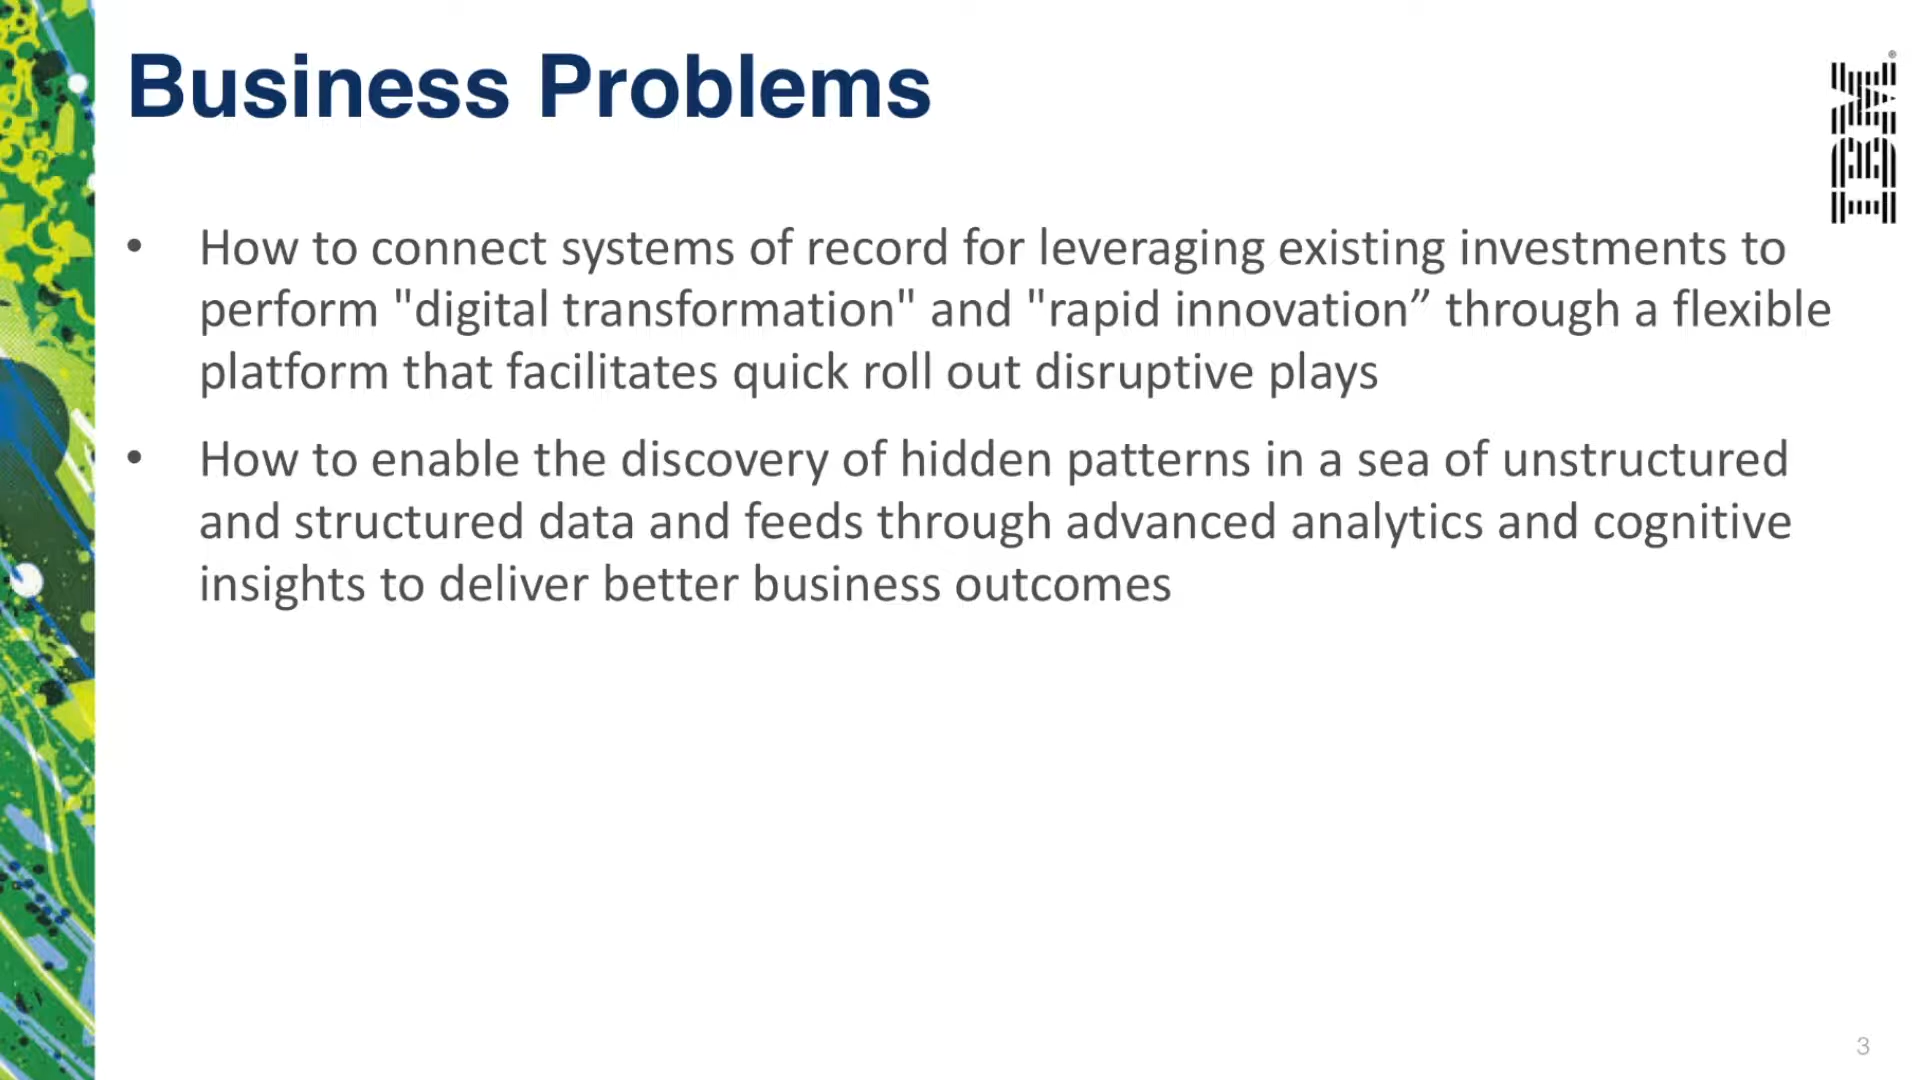 Business Problems
IBM®
• How to connect systems of record for leveraging existing investments to
perform "digital transformation" and "rapid innovation” through a flexible
platform that facilitates quick roll out disruptive plays
• How to enable the discovery of hidden patterns in a sea of unstructured
and structured data and feeds through advanced analytics and cognitive
insights to deliver better business outcomes
3